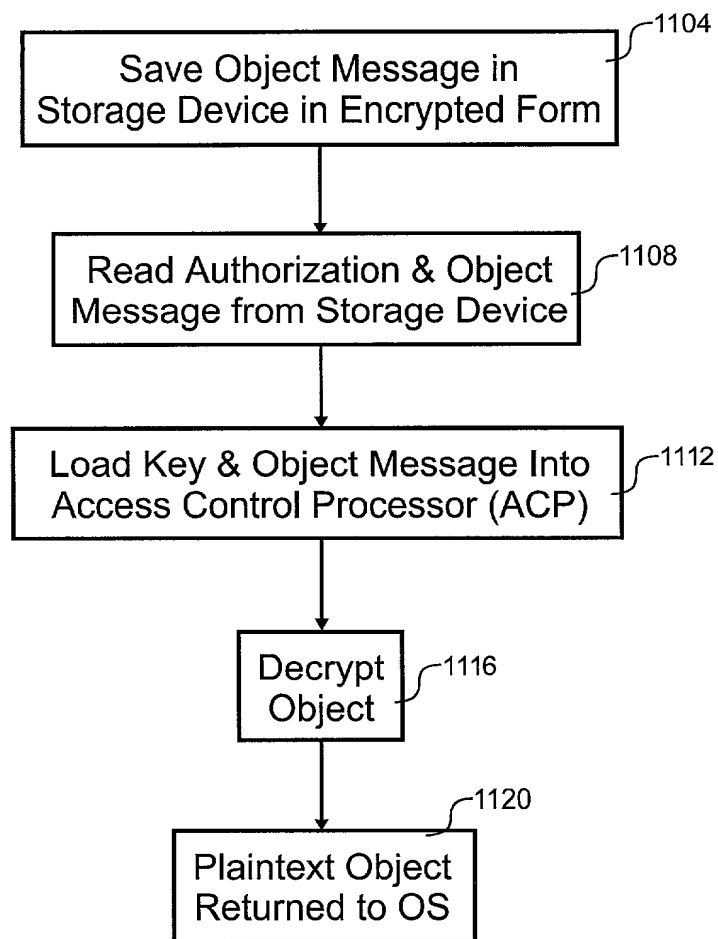 1104
Save Object Message in
Storage Device in Encrypted Form
1108
Read Authorization & Object
Message from Storage Device
1112
Load Key & Object Message Into
Access Control Processor (ACP)
1116
Decrypt
Object
1120
Plaintext Object
Returned to OS